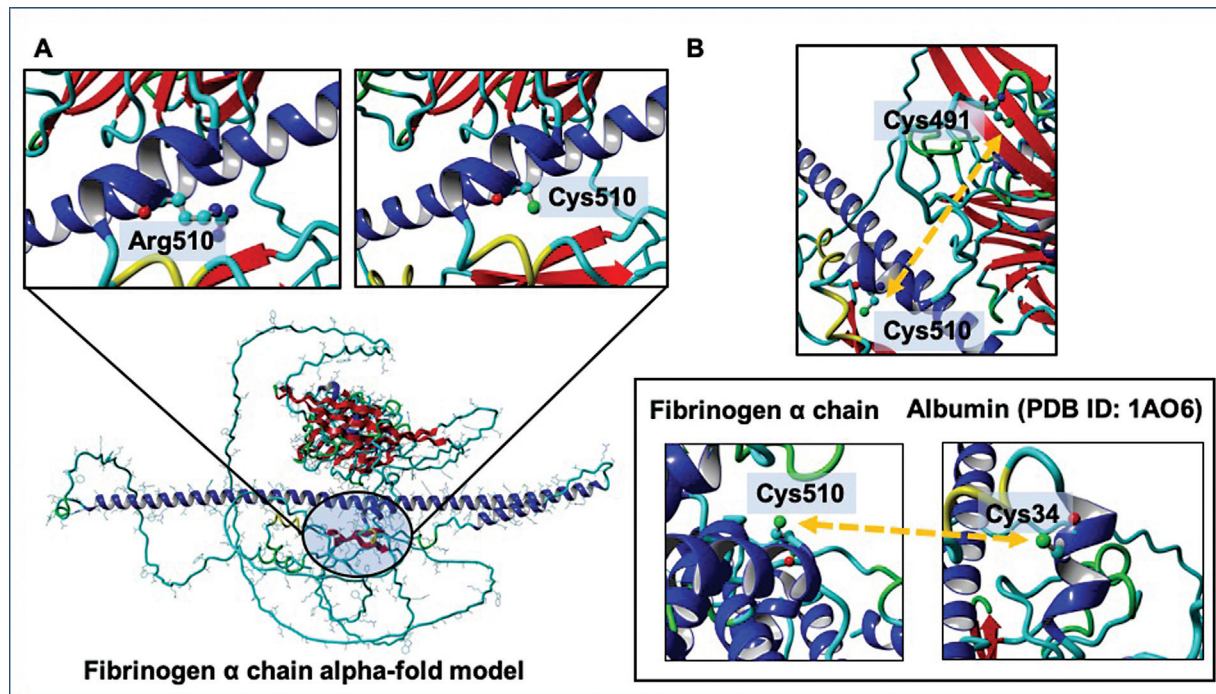 A
Arg510
Cys510
Fibrinogen α chain alpha-fold model
B
Cys491
Cys510
Fibrinogen α chain
Albumin (PDB ID: 1AO6)
Cys510
Cys34